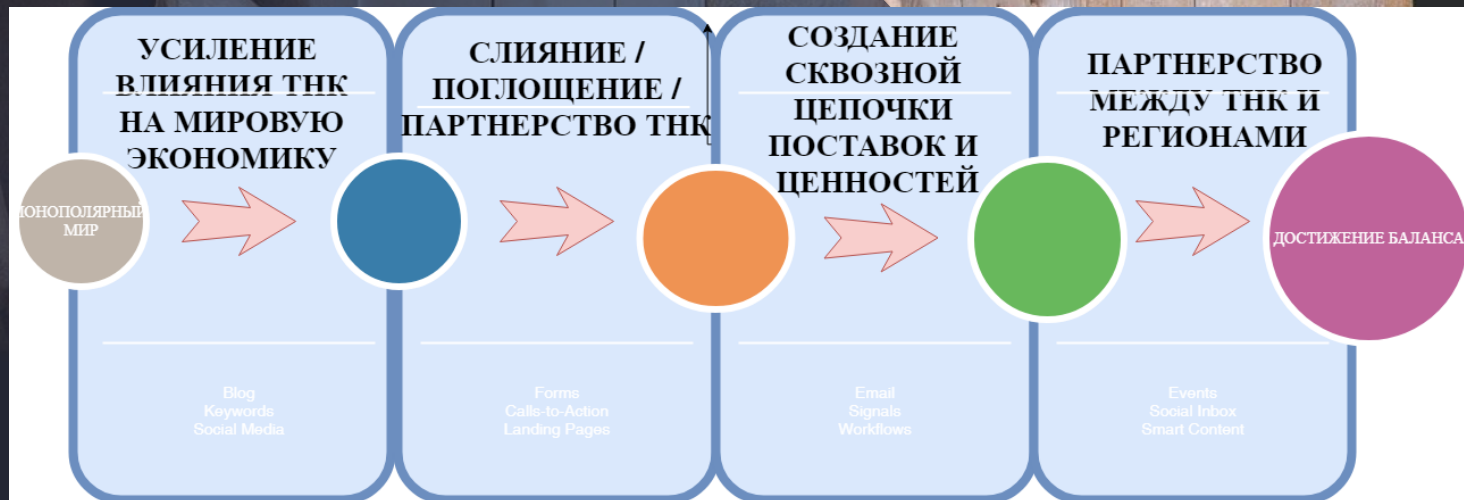 УСИЛЕНИЕ
ВЛИЯНИЯ ТНК
НА МИРОВУЮ
ЭКОНОМИКУ
СЛИЯНИЕ /
ПОГЛОЩЕНИЕ /
ПАРТНЕРСТВО ТНК
СОЗДАНИЕ
СКВОЗНОЙ
ЦЕПОЧКИ
ПОСТАВОК И
ЦЕННОСТЕЙ
ПАРТНЕРСТВО
МЕЖДУ ТНК И
РЕГИОНАМИ
МОНОПОЛЯРНЫЙ
МИР
ДОСТИЖЕНИЕ БАЛАНСА
Blog
Keywords
Social Media
Forms
Calls-to-Action
Landing Pages
Email
Signals
Workflows
Events
Social Inbox
Smart Content